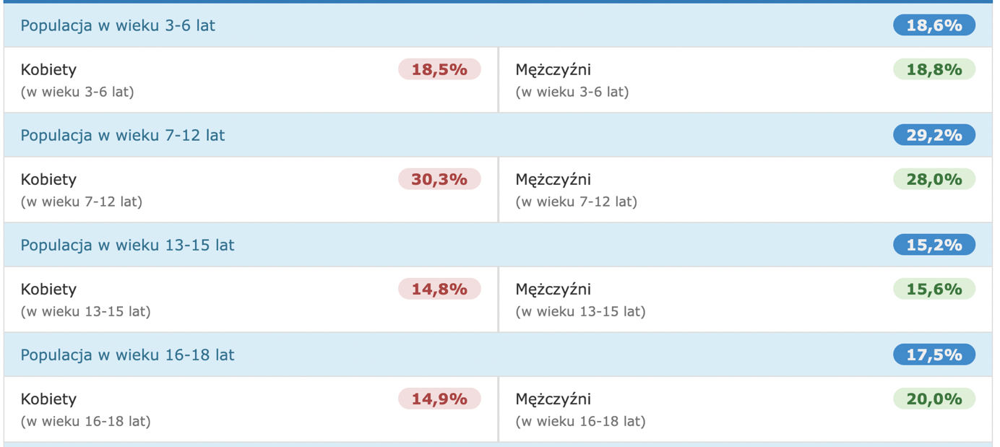 Populacja w wieku 3-6 lat 18,6%
Kobiety 18,5% Mężczyźni 18,8%
(w wieku 3-6 lat) (w wieku 3-6 lat)
Populacja w wieku 7-12 lat 29,2%
Kobiety 30,3% Mężczyźni 28,0%
(w wieku 7-12 lat) (w wieku 7-12 lat)
Populacja w wieku 13-15 lat 15,2%
Kobiety 14,8% Mężczyźni 15,6%
(w wieku 13-15 lat) (w wieku 13-15 lat)
Populacja w wieku 16-18 lat 17,5%
Kobiety 14,9% Mężczyźni 20,0%
(w wieku 16-18 lat) (w wieku 16-18 lat)